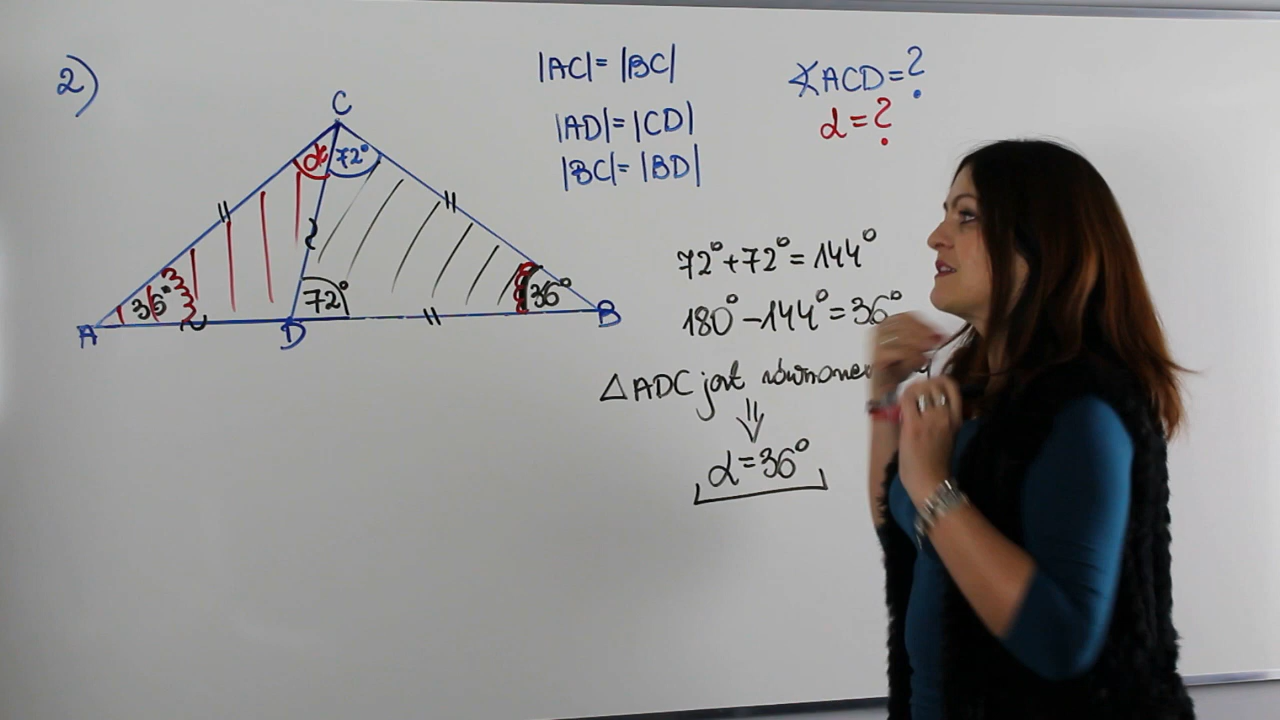 2)
|AC| = |BC|
|AD| = |CD|
|BC| = |BD|
∢ACD = ?
α = ?
C
α 72°
36° 72° 36°
A D B
72° + 72° = 144°
180° - 144° = 36°
△ADC jest
⇓
α = 36°